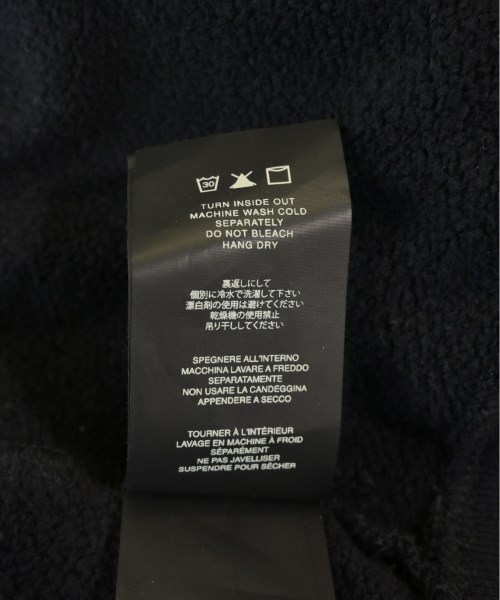 30
TURN INSIDE OUT
MACHINE WASH COLD
SEPARATELY
DO NOT BLEACH
HANG DRY
裏返しにして
個別に冷水で洗濯して下さい
漂白剤の使用は避けてください
乾燥機の使用禁止
吊り干ししてください
SPEGNERE ALL'INTERNO
MACCHINA LAVARE A FREDDO
SEPARATAMENTE
NON USARE LA CANDEGGINA
APPENDERE A SECCO
TOURNER À L'INTÉRIEUR
LAVAGE EN MACHINE À FROID
SÉPARÉMENT
NE PAS JAVELLISER
SUSPENDRE POUR SÉCHER